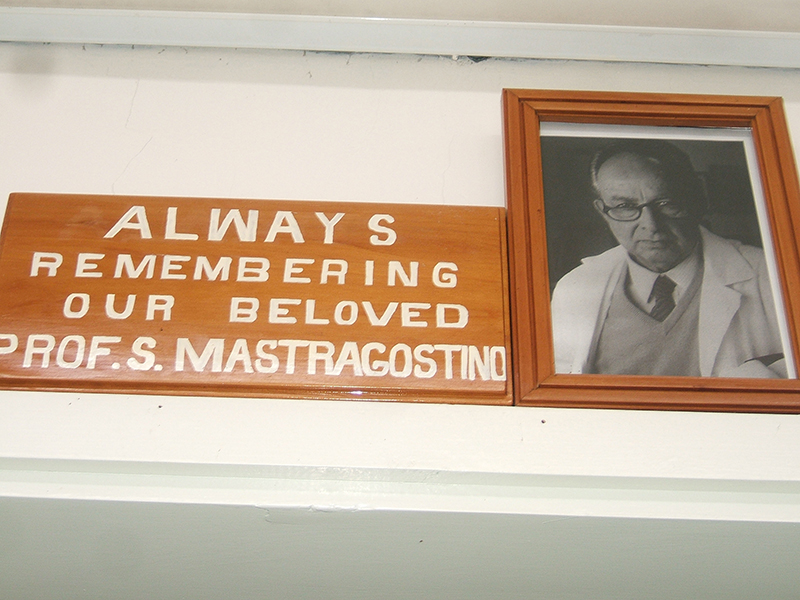 ALWAYS
REMEMBERING
OUR BELOVED
PROF. S. MASTRAGOSTINO